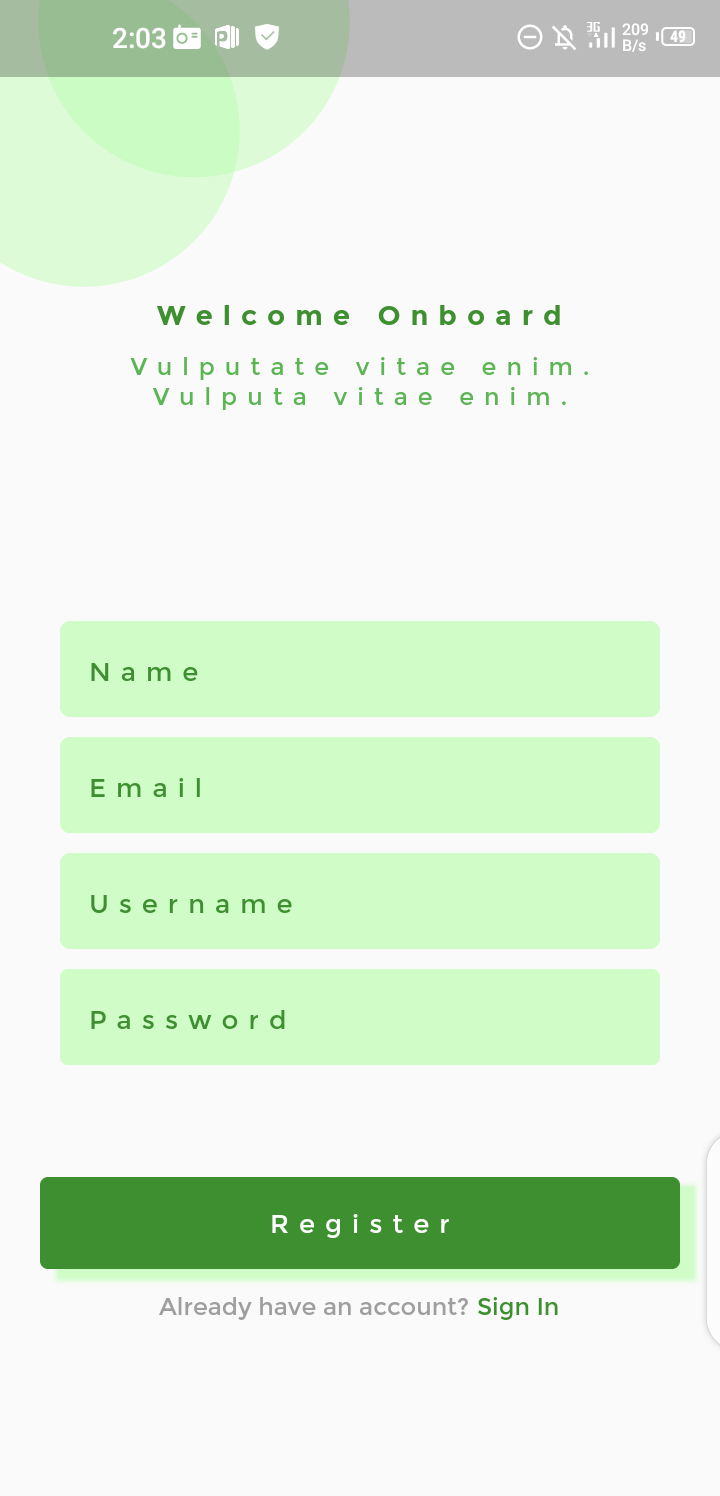 2:03
3G
209
B/s
49
Welcome Onboard
Vulputate vitae enim.
Vulputa vitae enim.
Name
Email
Username
Password
Register
Already have an account? Sign In